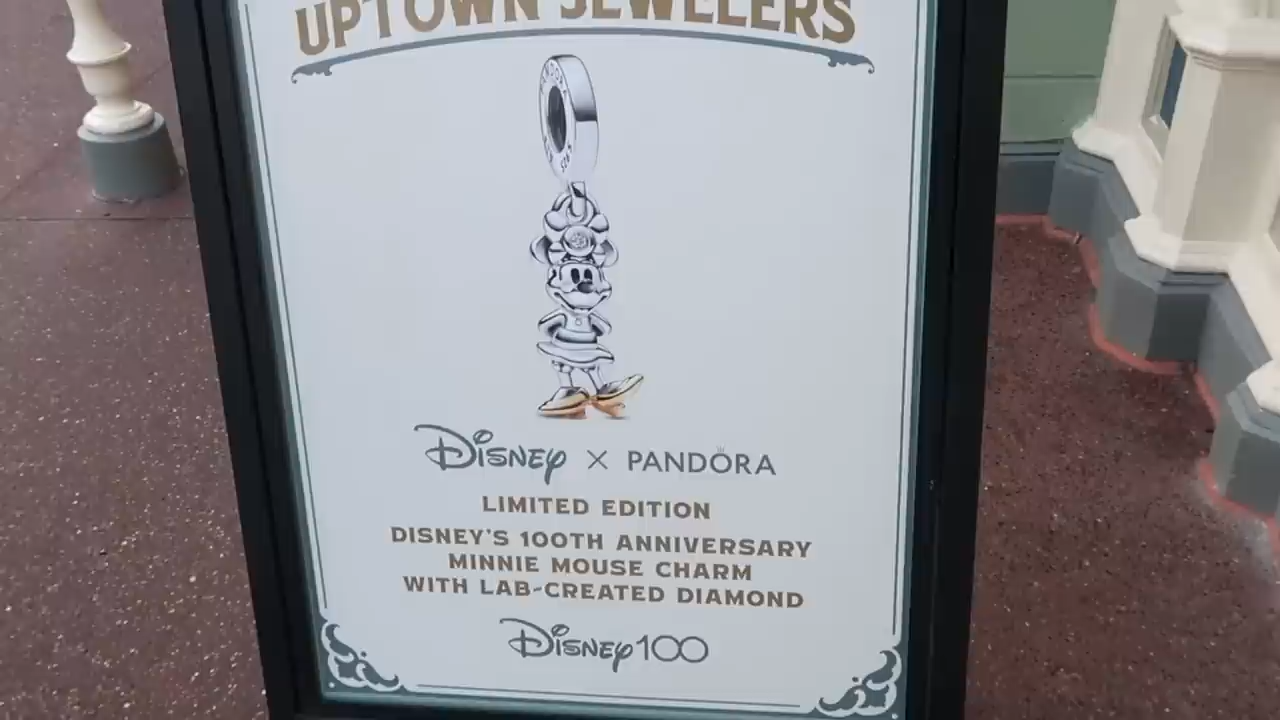 UPTOWN JEWELERS
Disney × PANDORA
LIMITED EDITION
DISNEY'S 100TH ANNIVERSARY
MINNIE MOUSE CHARM
WITH LAB-CREATED DIAMOND
Disney100